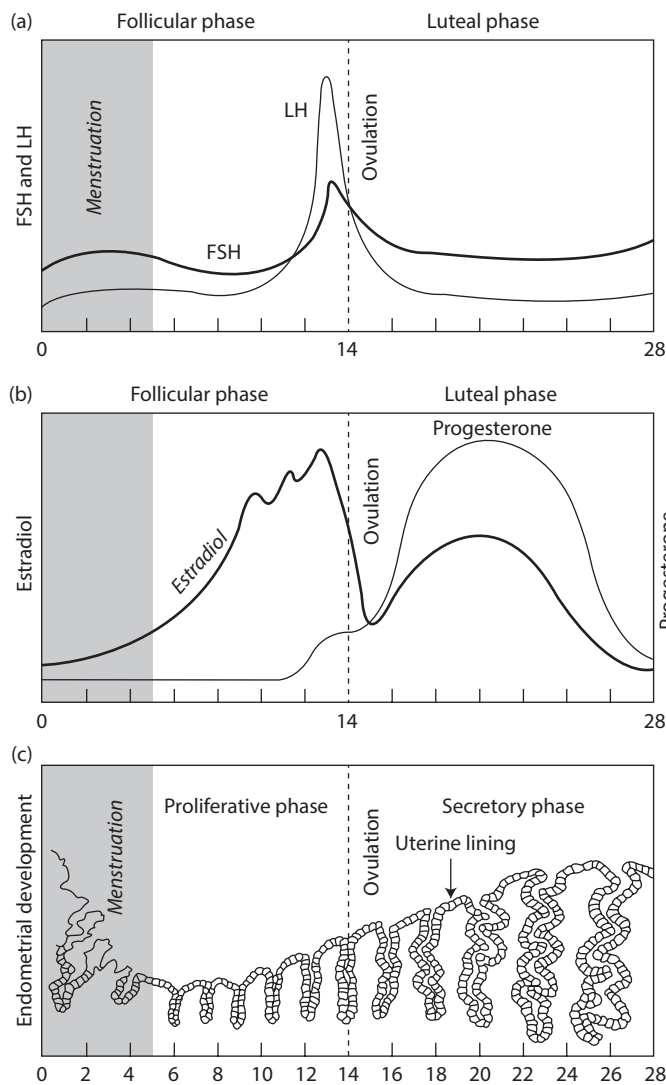 (a)
Follicular phase Luteal phase
FSH and LH
Menstruation
LH
FSH
Ovulation
0 14 28
(b)
Follicular phase Luteal phase
Estradiol
Estradiol
Ovulation
Progesterone
Progesterone
0 14 28
(c)
Endometrial development
Menstruation
Proliferative phase
Ovulation
Secretory phase
Uterine lining
0 2 4 6 8 10 12 14 16 18 20 22 24 26 28